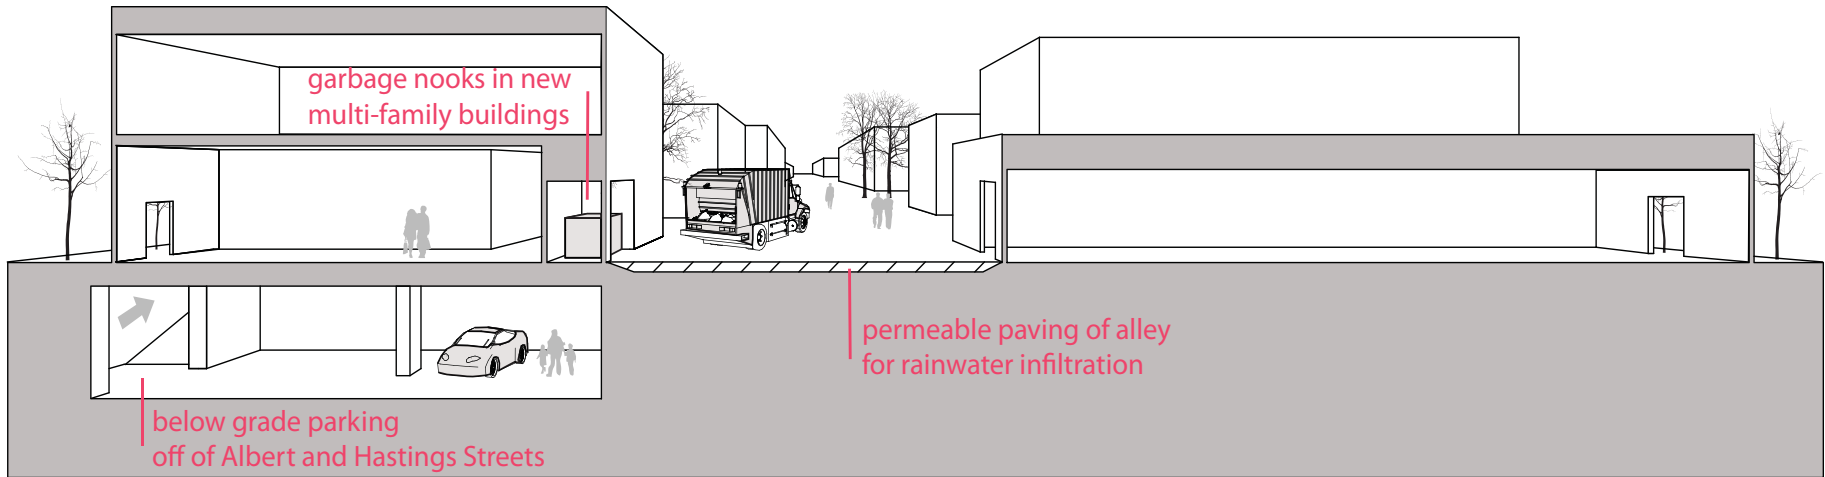 garbage nooks in new
multi-family buildings
permeable paving of alley
for rainwater infiltration
below grade parking
off of Albert and Hastings Streets